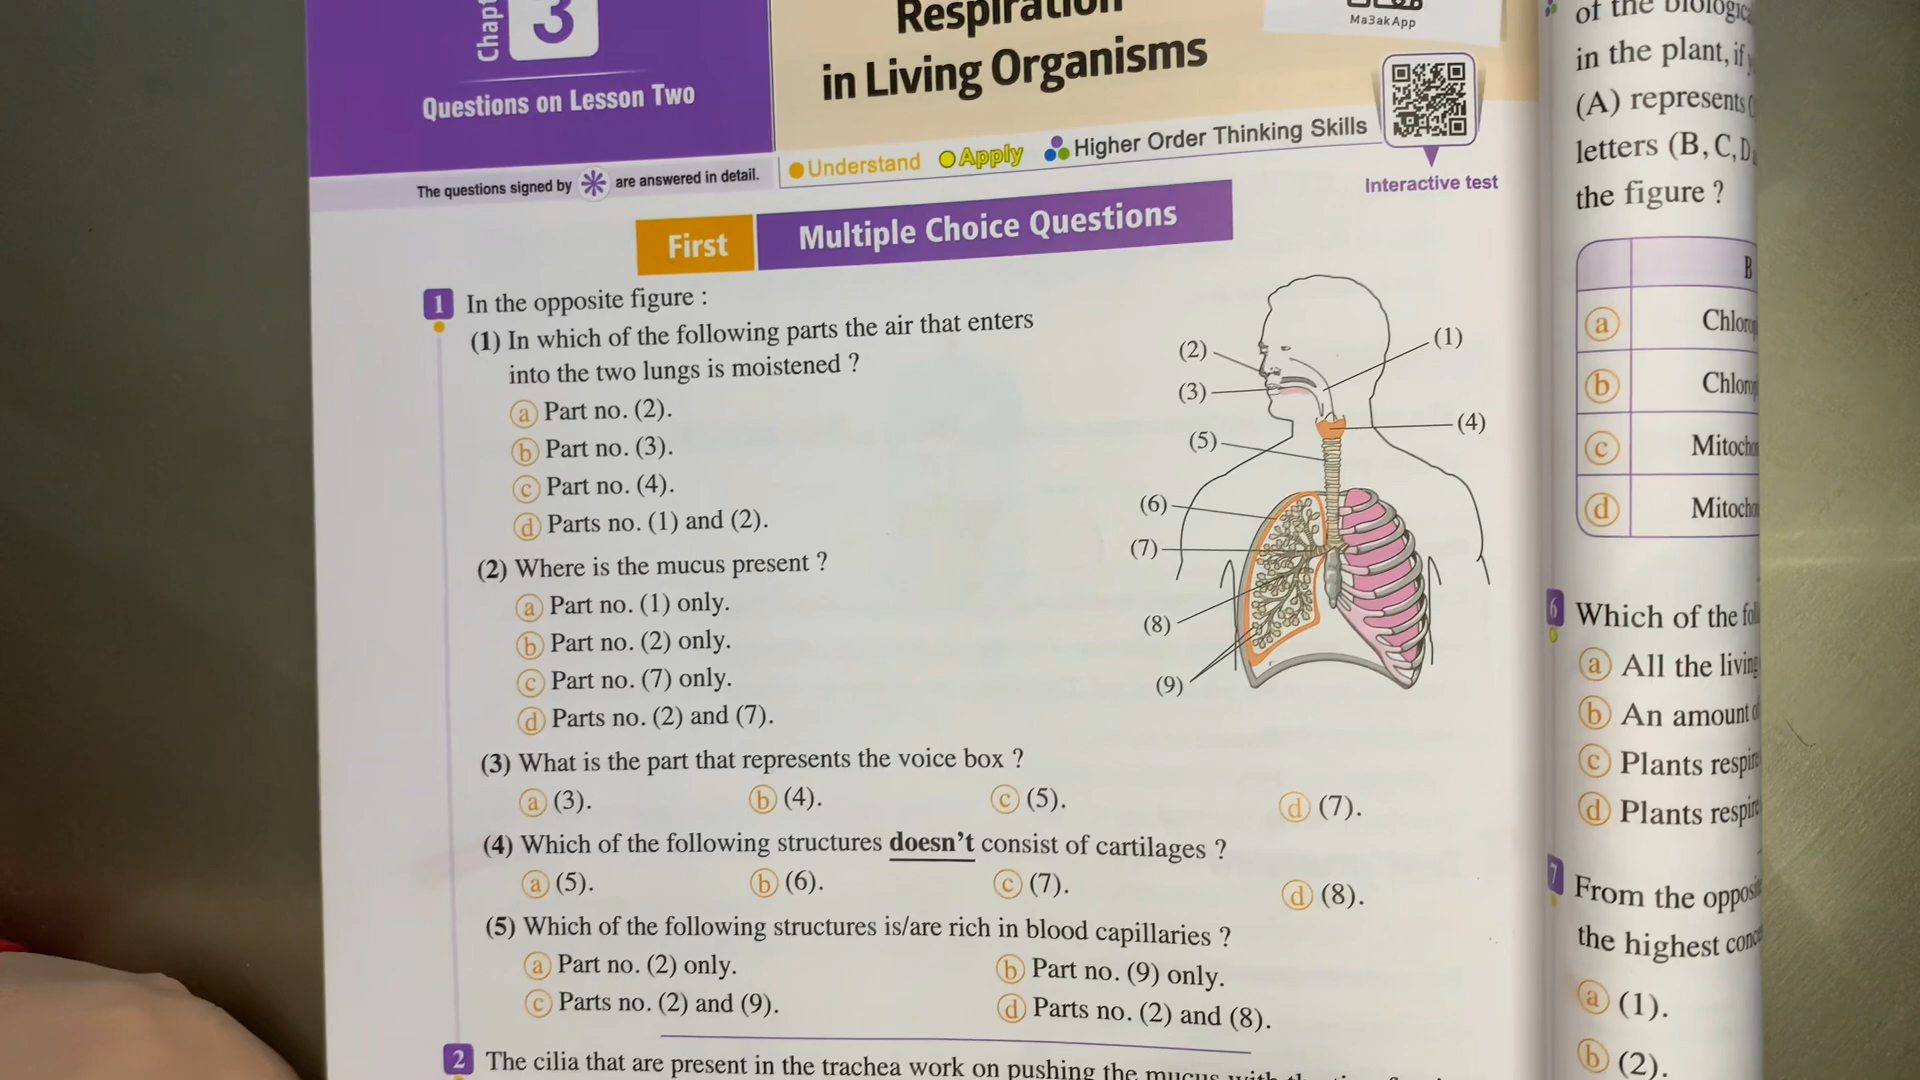 3
Questions on Lesson Two
in Living Organisms
Ma3ak App
The questions signed by are answered in detail.
Understand Apply Higher Order Thinking Skills
Interactive test
First Multiple Choice Questions
1 In the opposite figure :
(1) In which of the following parts the air that enters
into the two lungs is moistened ?
a Part no. (2).
b Part no. (3).
c Part no. (4).
d Parts no. (1) and (2).
(2) Where is the mucus present ?
a Part no. (1) only.
b Part no. (2) only.
c Part no. (7) only.
d Parts no. (2) and (7).
(3) What is the part that represents the voice box ?
a (3). b (4). c (5). d (7).
(4) Which of the following structures doesn't consist of cartilages ?
a (5). b (6). c (7). d (8).
(5) Which of the following structures is/are rich in blood capillaries ?
a Part no. (2) only. b Part no. (9) only.
c Parts no. (2) and (9). d Parts no. (2) and (8).
2 The cilia that are present in the trachea work on pushing the mucus
(1)
(2)
(3)
(4)
(5)
(6)
(7)
(8)
(9)
of the
in the plant, if
(A) represents
letters (B, C, D
the figure ?
B
a
b
c
d
6 Which of the
a All the living
b An amount
c Plants
d Plants
7 From the
the highest
a (1).
b (2).